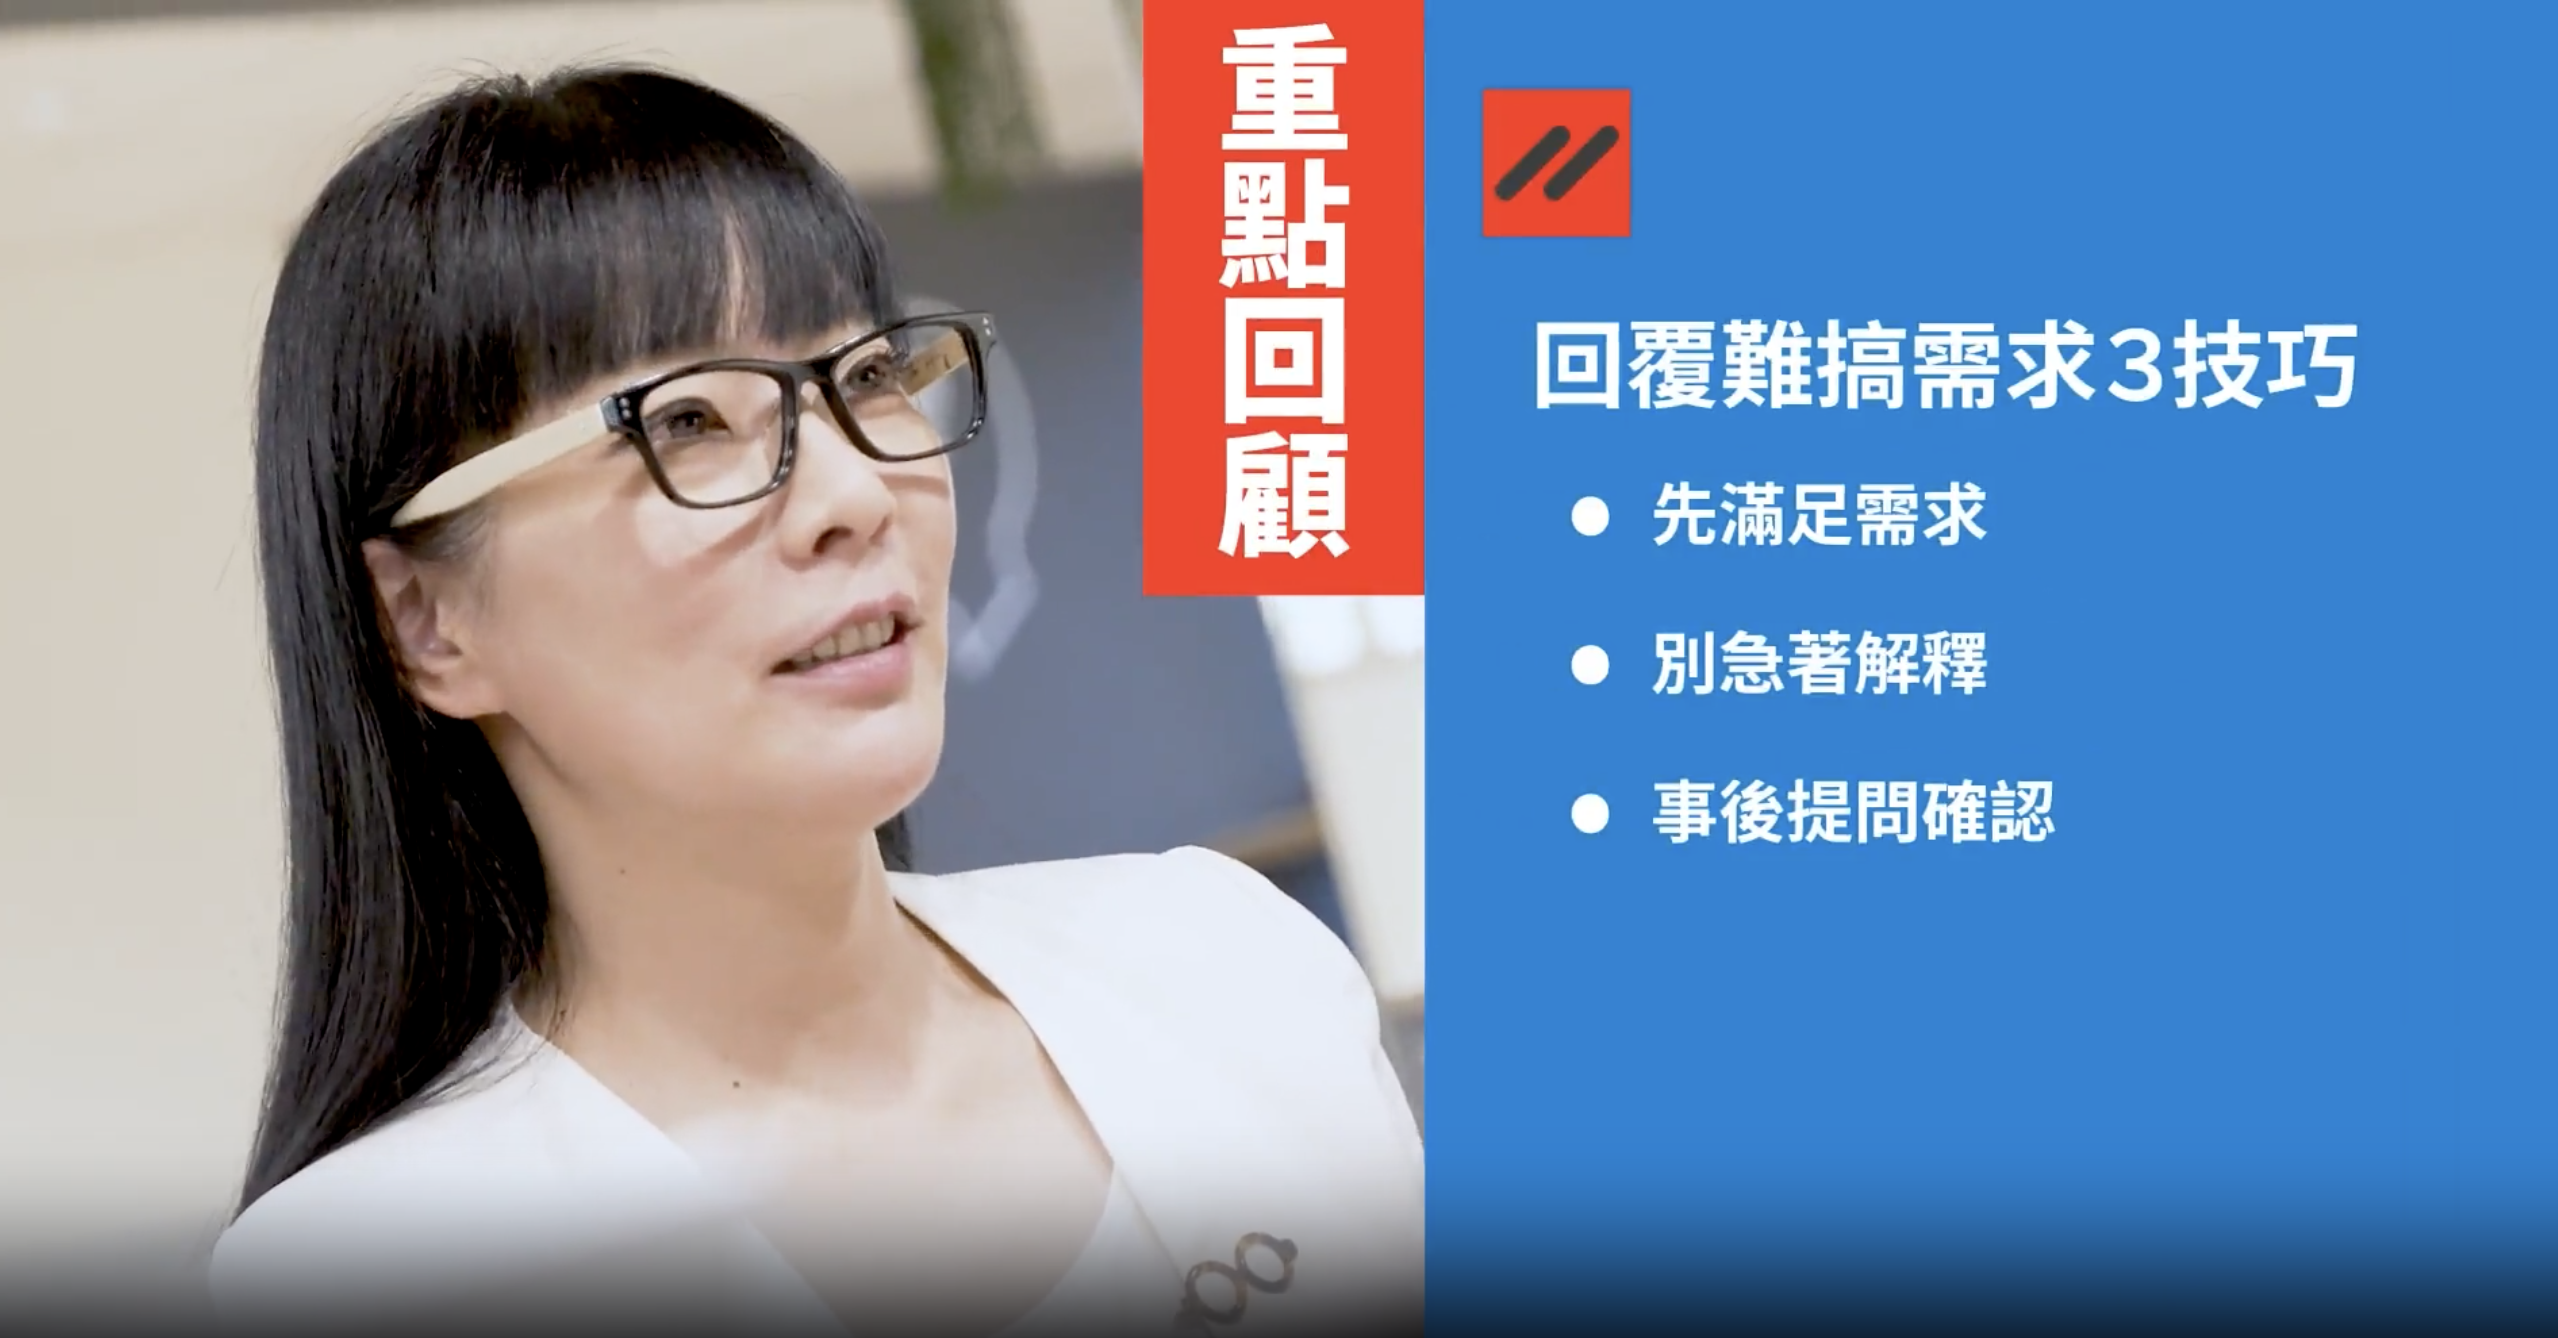 重點回顧
回覆難搞需求3技巧
● 先滿足需求
● 別急著解釋
● 事後提問確認